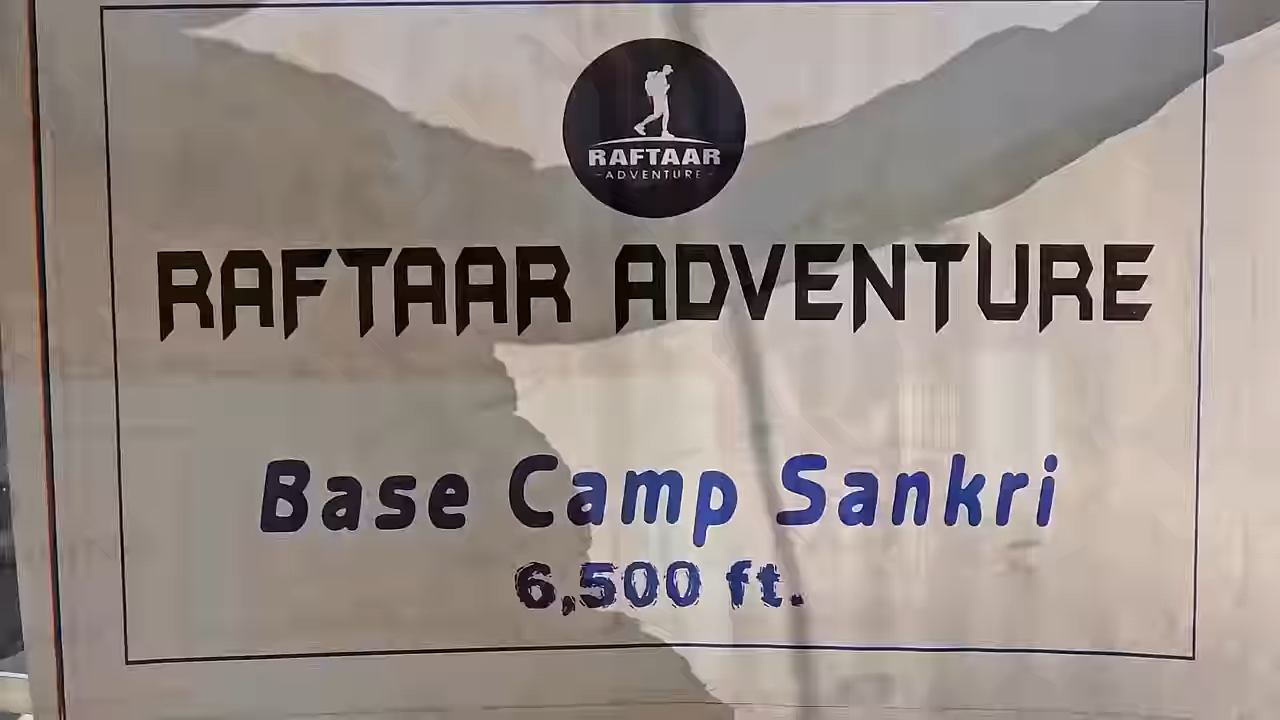 RAFTAAR
-ADVENTURE-
RAFTAAR ADVENTURE
Base Camp Sankri
6,500 ft.